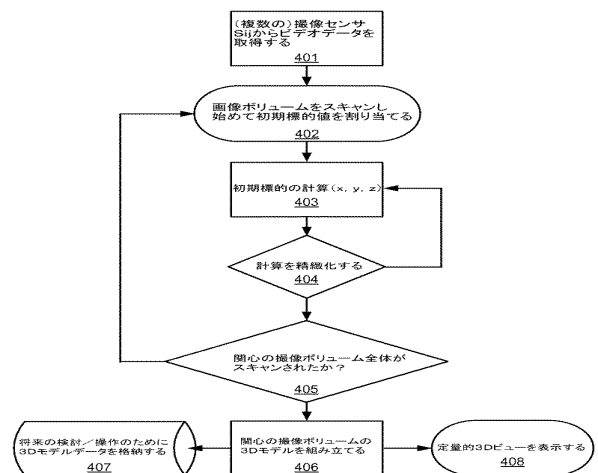 (複数の)撮像センサ
Sijからビデオデータを
取得する
401
画像ボリュームをスキャンし
始めて初期標的値を割り当てる
402
初期標的の計算(x, y, z)
403
計算を精緻化する
404
関心の撮像ボリューム全体が
スキャンされたか?
405
将来の検討/操作のために
3Dモデルデータを格納する
407
関心の撮像ボリュームの
3Dモデルを組み立てる
406
定量的3Dビューを表示する
408